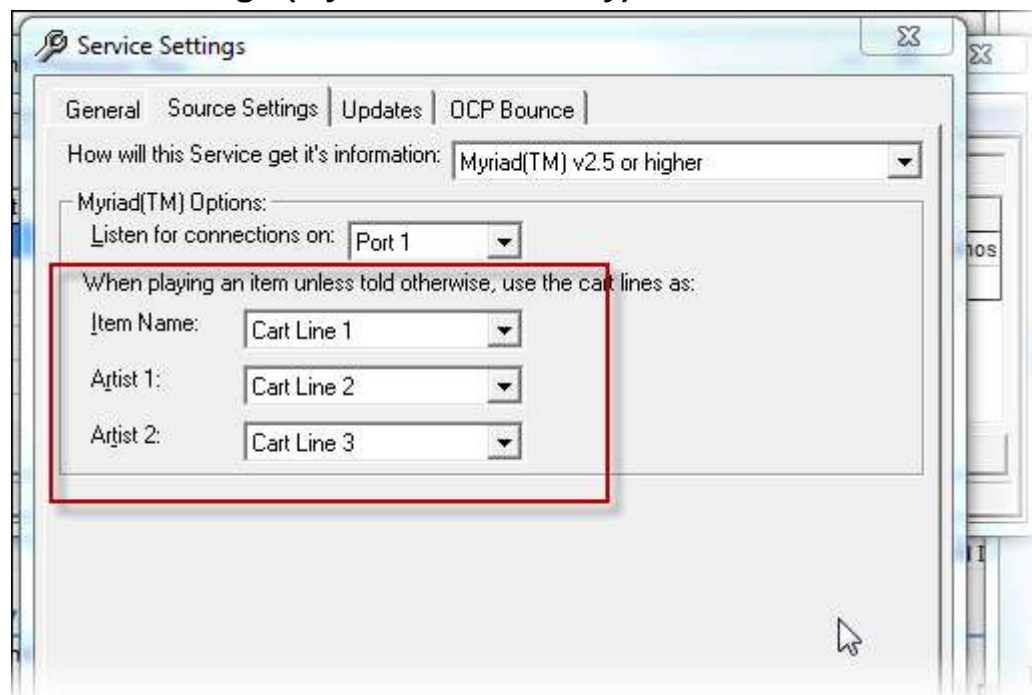 Service Settings
General Source Settings Updates OCP Bounce
How will this Service get it's information: Myriad(TM) v2.5 or higher
Myriad(TM) Options:
Listen for connections on: Port 1
When playing an item unless told otherwise, use the cart lines as:
Item Name: Cart Line 1
Artist 1: Cart Line 2
Artist 2: Cart Line 3